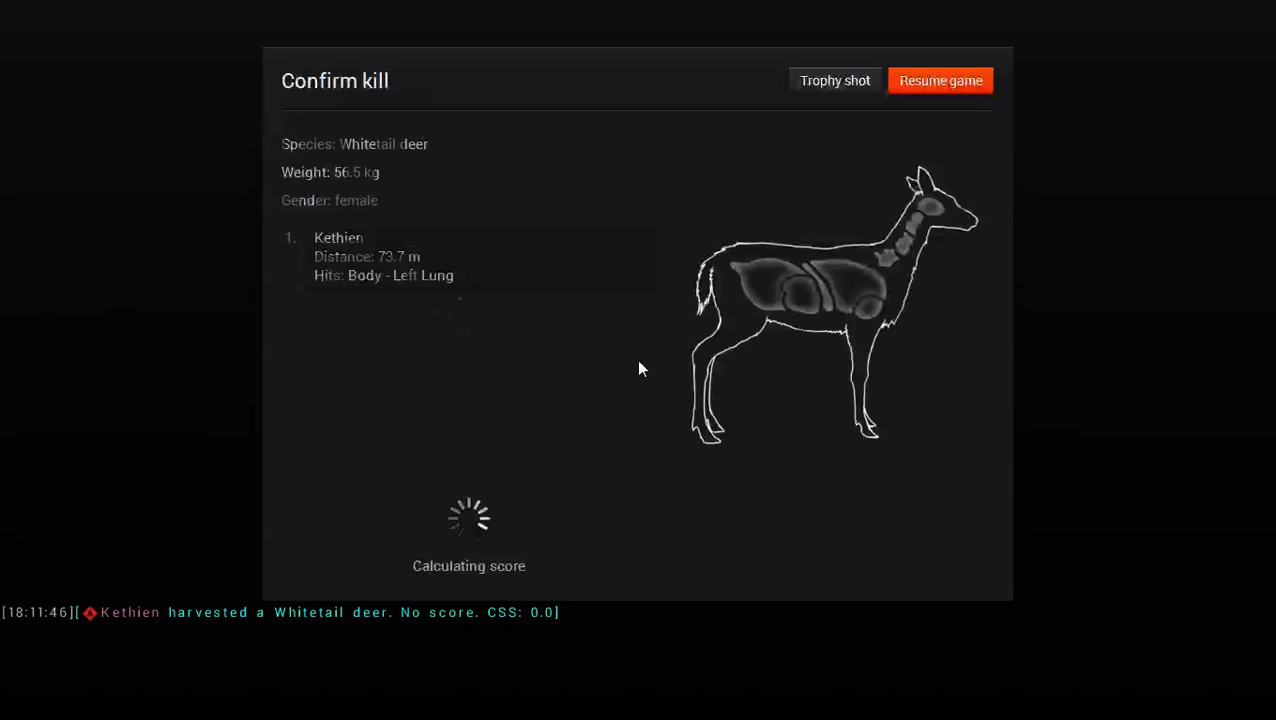 Confirm kill
Trophy shot
Resume game
Species: Whitetail deer
Weight: 56.5 kg
Gender: female
1. Kethien
Distance: 73.7 m
Hits: Body - Left Lung
Calculating score
[18:11:46][ Kethien harvested a Whitetail deer. No score. CSS: 0.0]